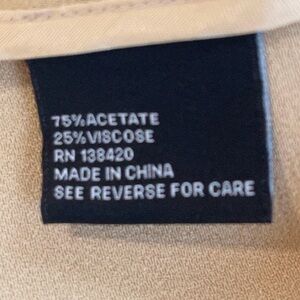 75% ACETATE
25% VISCOSE
RN 138420
MADE IN CHINA
SEE REVERSE FOR CARE